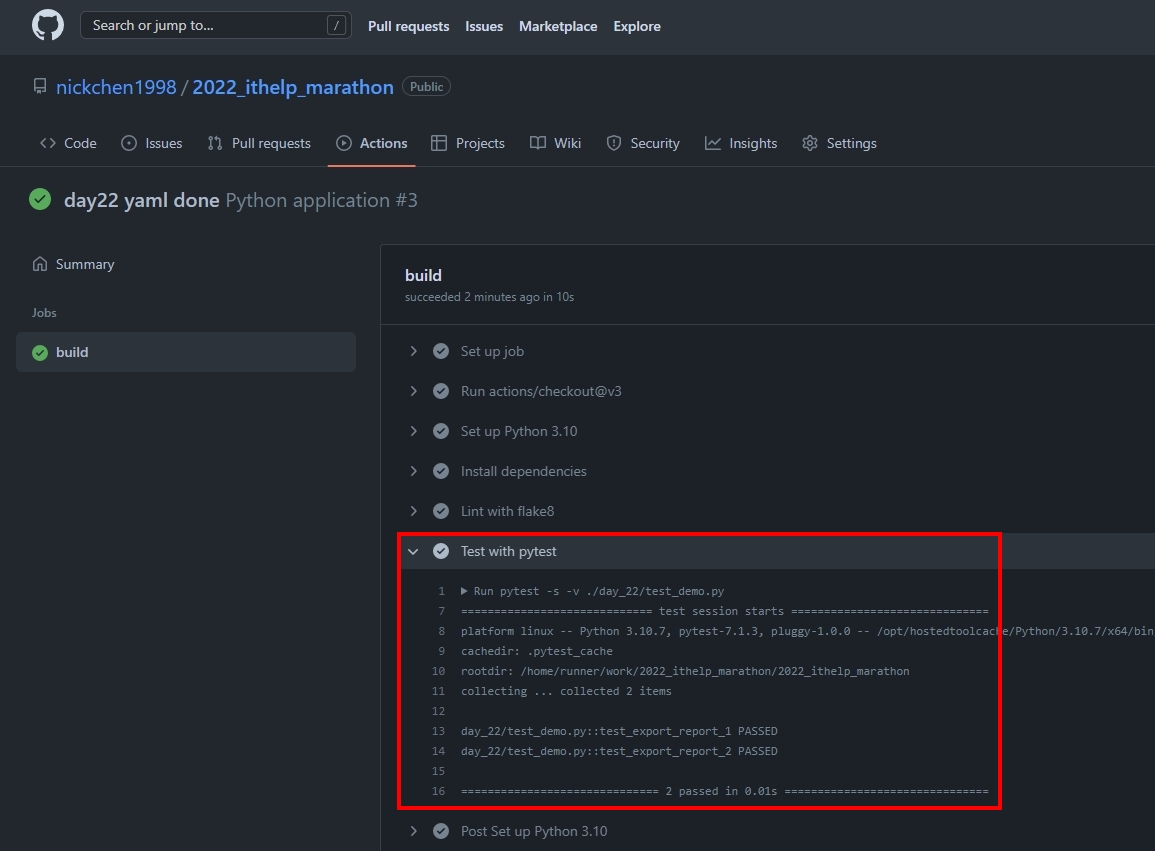 Search or jump to... /
Pull requests Issues Marketplace Explore
nickchen1998 / 2022_ithelp_marathon Public
Code Issues Pull requests Actions Projects Wiki Security Insights Settings
day22 yaml done Python application #3
Summary
Jobs
build
build
succeeded 2 minutes ago in 10s
Set up job
Run actions/checkout@v3
Set up Python 3.10
Install dependencies
Lint with flake8
Test with pytest
1 ▶ Run pytest -s -v ./day_22/test_demo.py
7 ============================= test session starts ==============================
8 platform linux -- Python 3.10.7, pytest-7.1.3, pluggy-1.0.0 -- /opt/hostedtoolcache/Python/3.10.7/x64/bin
9 cachedir: .pytest_cache
10 rootdir: /home/runner/work/2022_ithelp_marathon/2022_ithelp_marathon
11 collecting ... collected 2 items
12
13 day_22/test_demo.py::test_export_report_1 PASSED
14 day_22/test_demo.py::test_export_report_2 PASSED
15
16 ============================== 2 passed in 0.01s ===============================
Post Set up Python 3.10